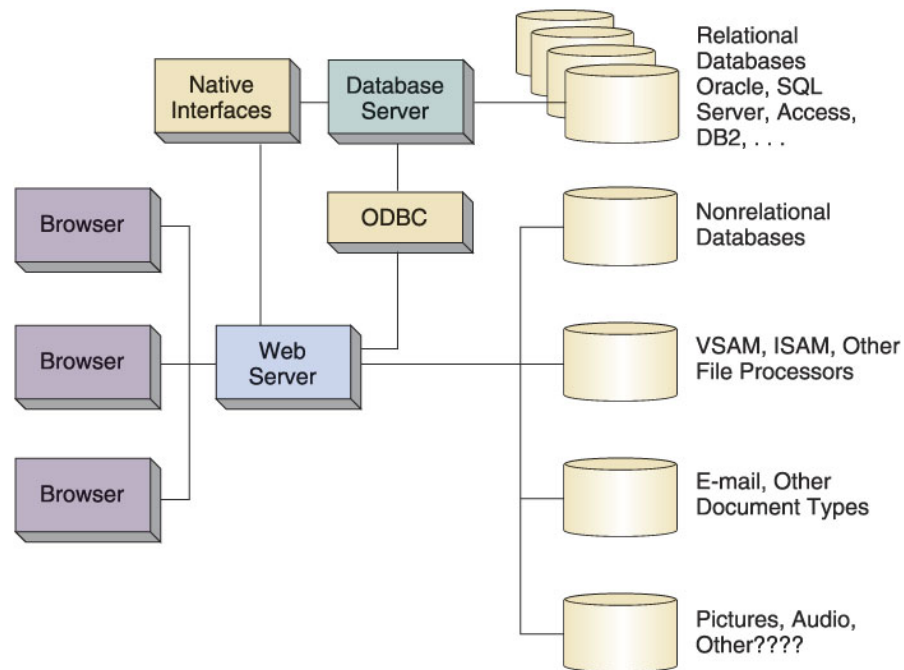 Native
Interfaces
Database
Server
Relational
Databases
Oracle, SQL
Server, Access,
DB2, . . .
Browser
ODBC
Nonrelational
Databases
Browser
Web
Server
VSAM, ISAM, Other
File Processors
Browser
E-mail, Other
Document Types
Pictures, Audio,
Other????